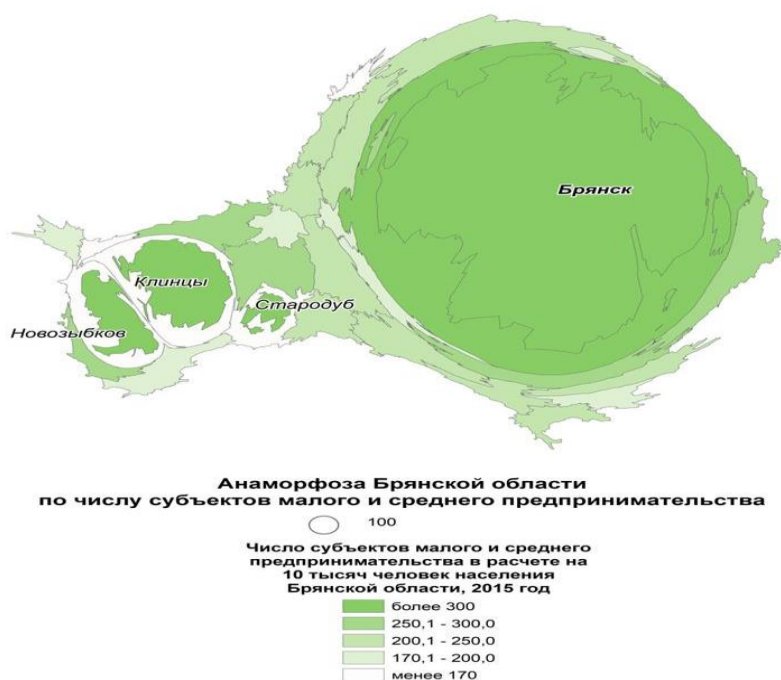 Брянск
Клинцы
Стародуб
Новозыбков
Анаморфоза Брянской области
по числу субъектов малого и среднего предпринимательства
100
Число субъектов малого и среднего
предпринимательства в расчете на
10 тысяч человек населения
Брянской области, 2015 год
более 300
250,1 - 300,0
200,1 - 250,0
170,1 - 200,0
менее 170